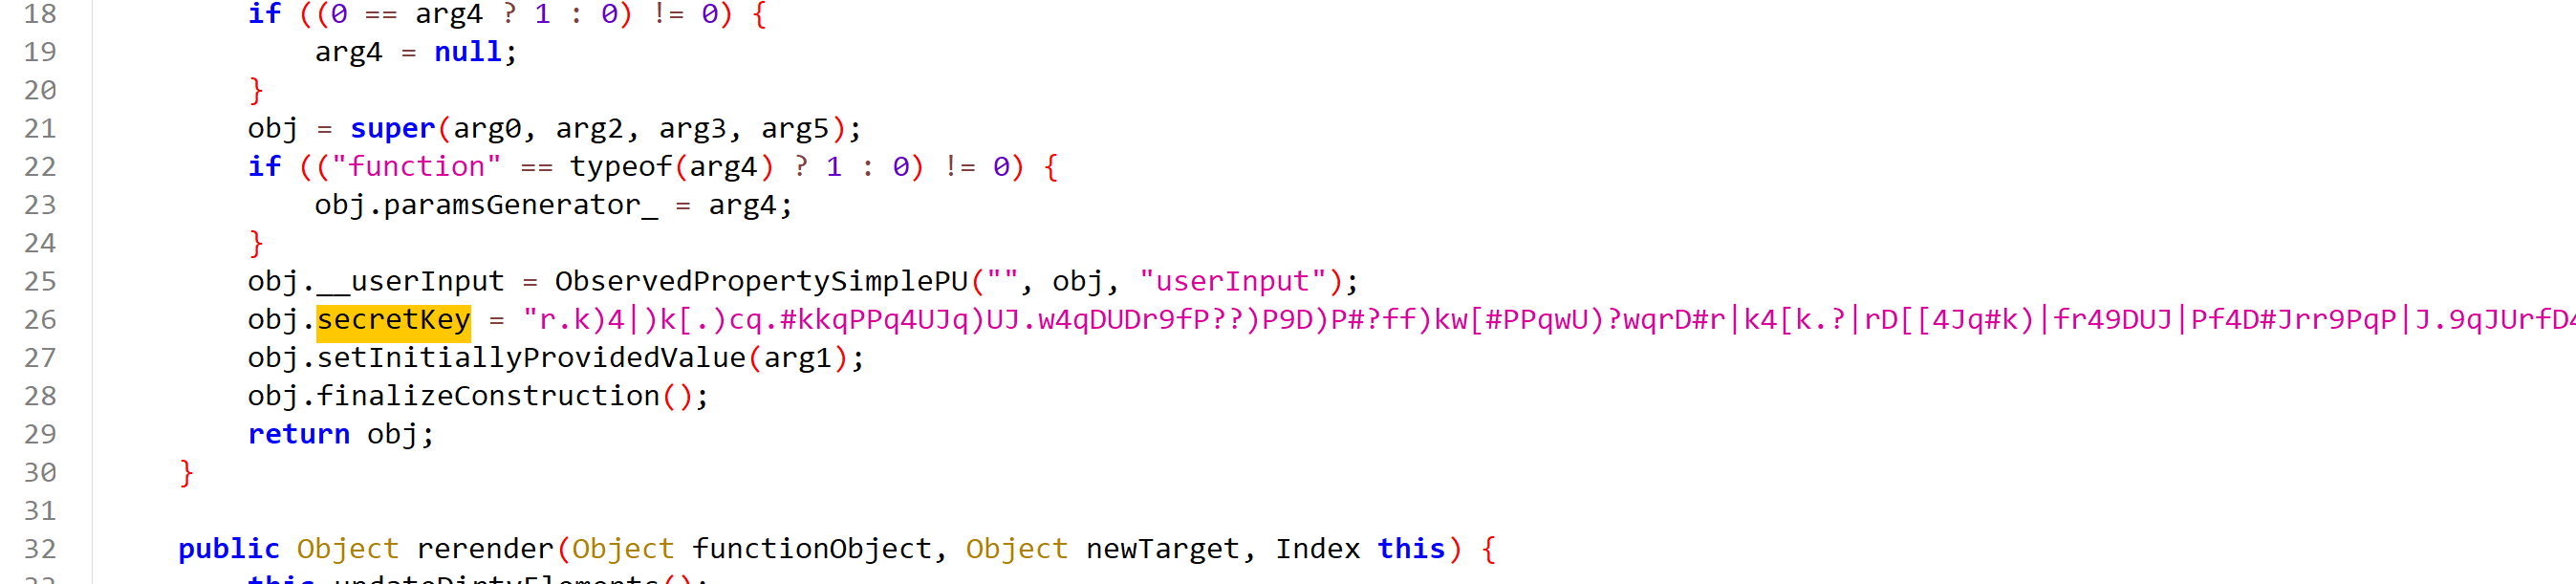 18 if ((0 == arg4 ? 1 : 0) != 0) {
19 arg4 = null;
20 }
21 obj = super(arg0, arg2, arg3, arg5);
22 if (("function" == typeof(arg4) ? 1 : 0) != 0) {
23 obj.paramsGenerator_ = arg4;
24 }
25 obj.__userInput = ObservedPropertySimplePU("", obj, "userInput");
26 obj.secretKey = "r.k)4|)k[.)cq.#kkqPPq4UJq)UJ.w4qDUDr9fP??)P9D)P#?ff)kw[#PPqwU)?wqrD#r|k4[k.?|rD[[4Jq#k)|fr49DUJ|Pf4D#Jrr9PqP|J.9qJUrfD4
27 obj.setInitiallyProvidedValue(arg1);
28 obj.finalizeConstruction();
29 return obj;
30 }
31
32 public Object rerender(Object functionObject, Object newTarget, Index this) {
33 this.updateDirtyElements();